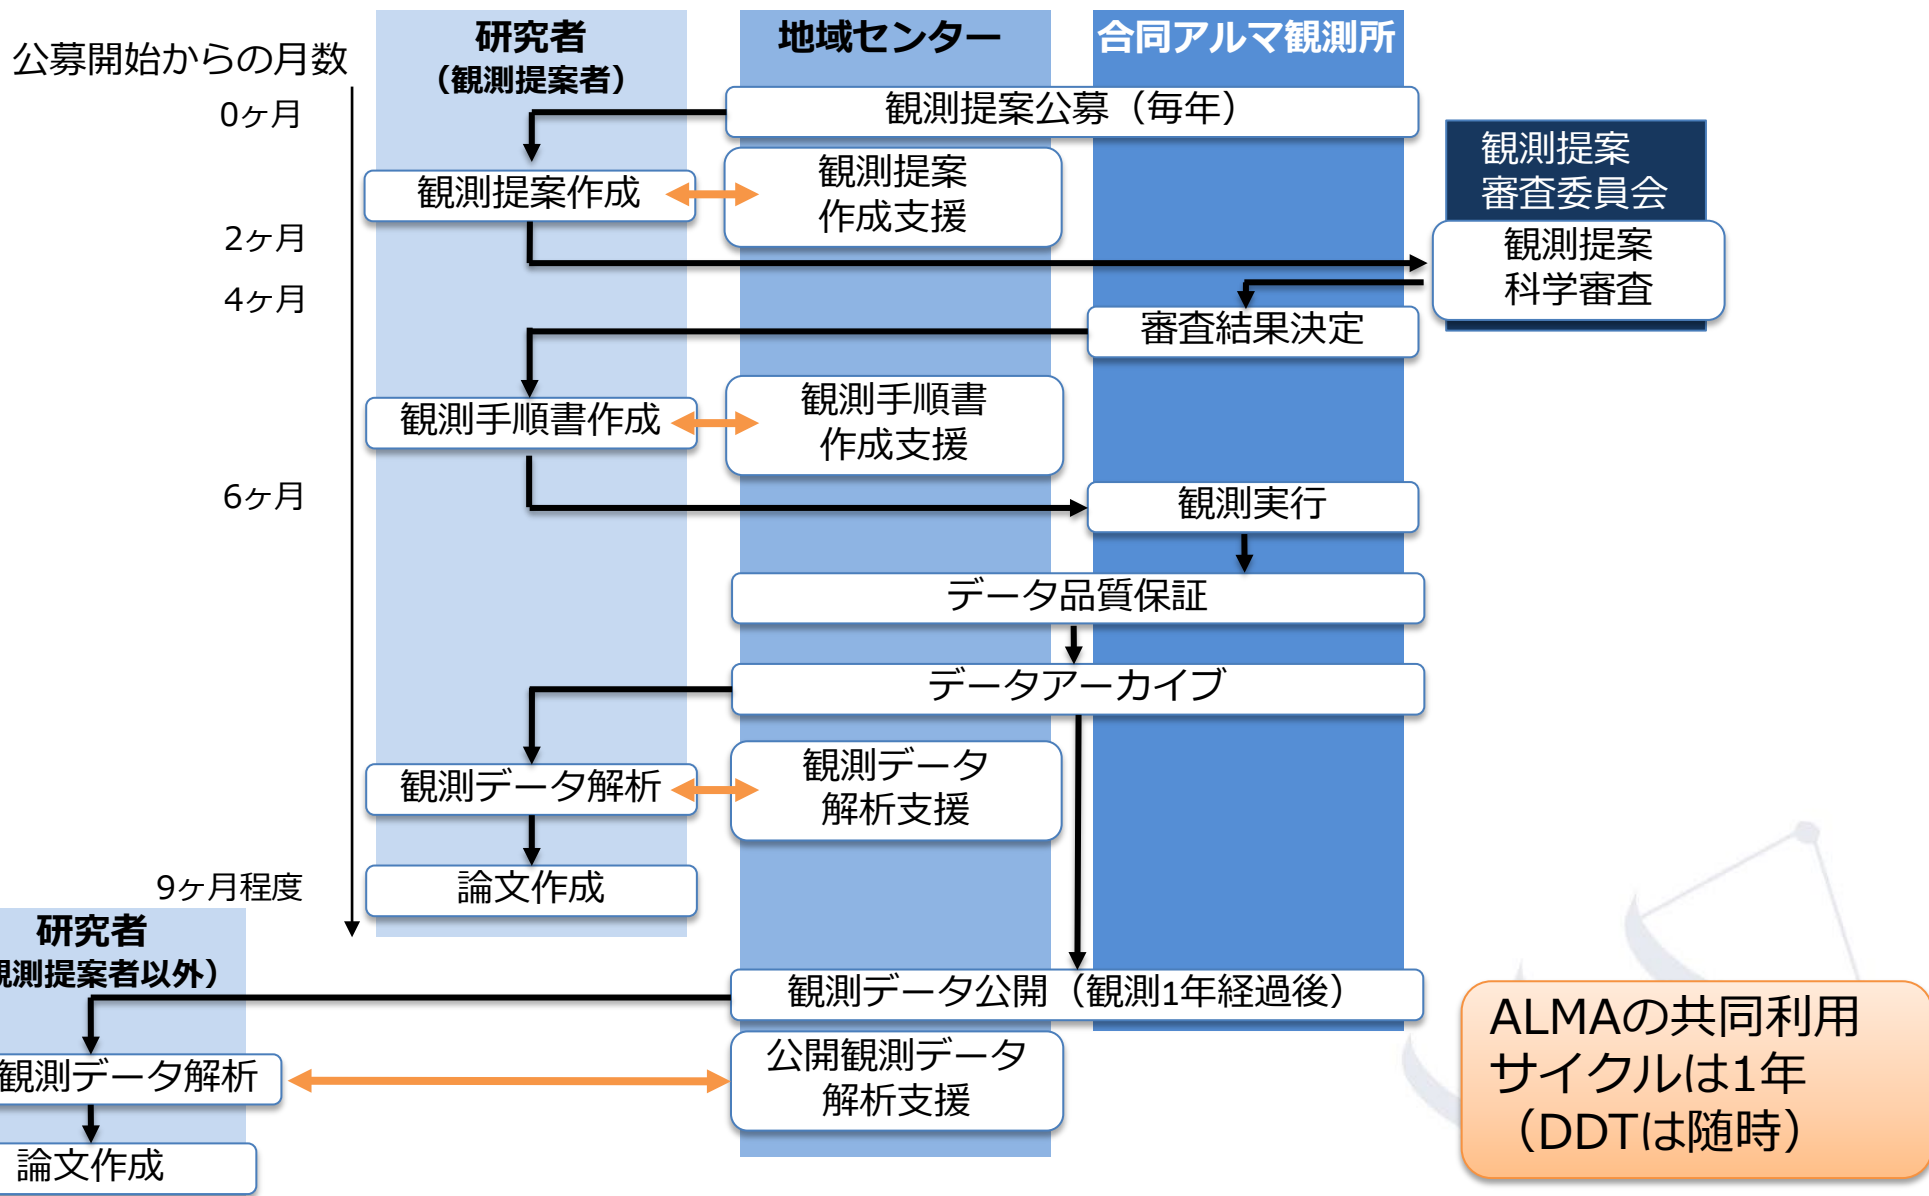 公募開始からの月数
研究者
（観測提案者）
地域センター
合同アルマ観測所
0ヶ月
観測提案公募（毎年）
観測提案
審査委員会
観測提案作成
観測提案
作成支援
2ヶ月
観測提案
科学審査
4ヶ月
審査結果決定
観測手順書作成
観測手順書
作成支援
6ヶ月
観測実行
データ品質保証
データアーカイブ
観測データ解析
観測データ
解析支援
9ヶ月程度
論文作成
研究者
観測提案者以外）
観測データ公開（観測1年経過後）
観測データ解析
公開観測データ
解析支援
論文作成
ALMAの共同利用
サイクルは1年
（DDTは随時）